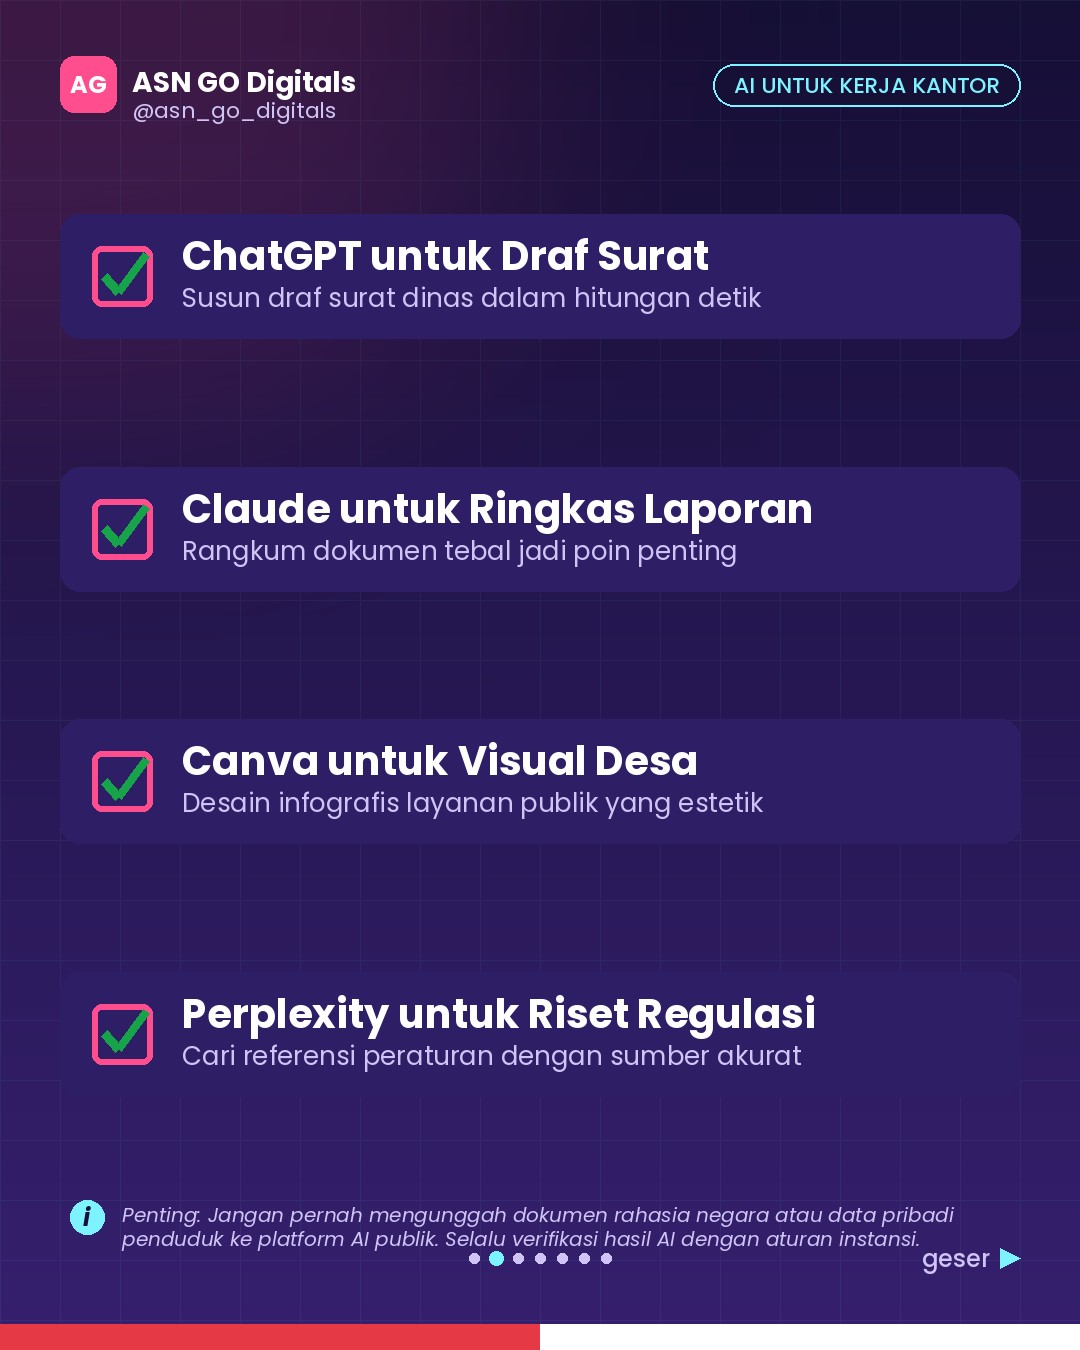 AG
ASN GO Digitals
@asn_go_digitals
AI UNTUK KERJA KANTOR
ChatGPT untuk Draf Surat
Susun draf surat dinas dalam hitungan detik
Claude untuk Ringkas Laporan
Rangkum dokumen tebal jadi poin penting
Canva untuk Visual Desa
Desain infografis layanan publik yang estetik
Perplexity untuk Riset Regulasi
Cari referensi peraturan dengan sumber akurat
i
Penting: Jangan pernah mengunggah dokumen rahasia negara atau data pribadi
penduduk ke platform AI publik. Selalu verifikasi hasil AI dengan aturan instansi.
geser